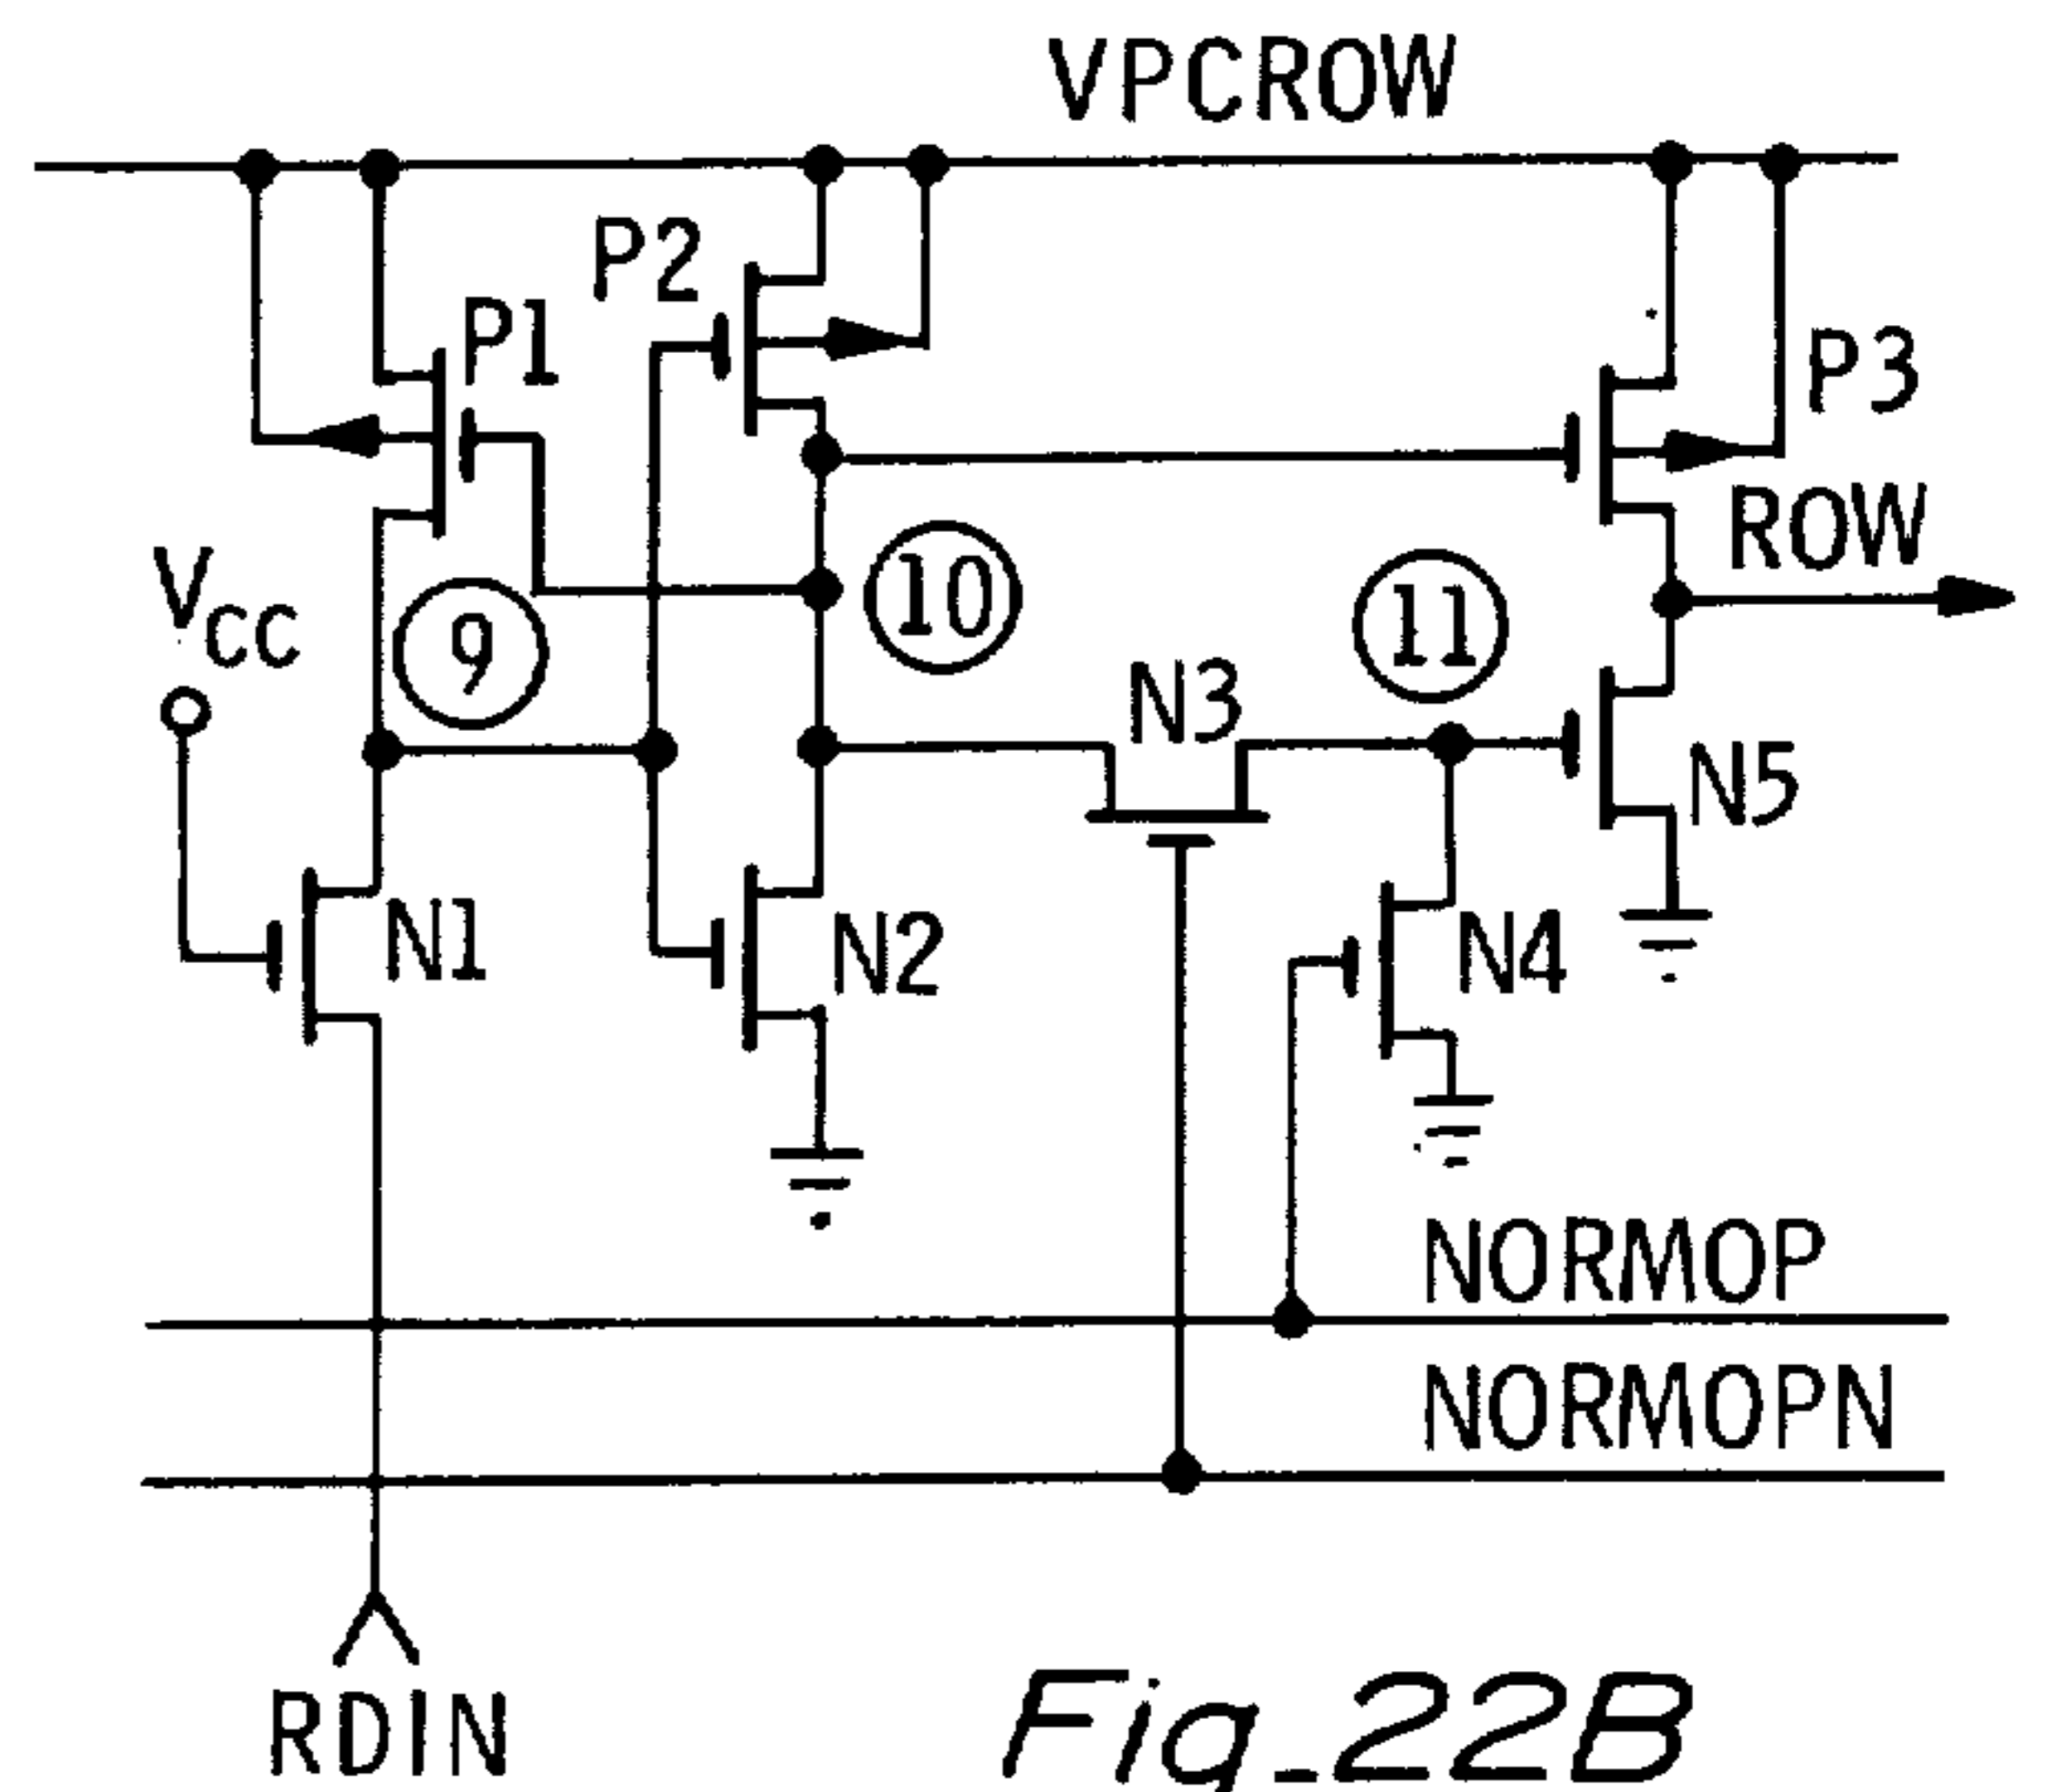 VPCROW
P2
P1
P3
ROW
VCC
9
10
11
N3
N5
N1
N2
N4
NORMOP
NORMOPN
RDIN
Fig_22B